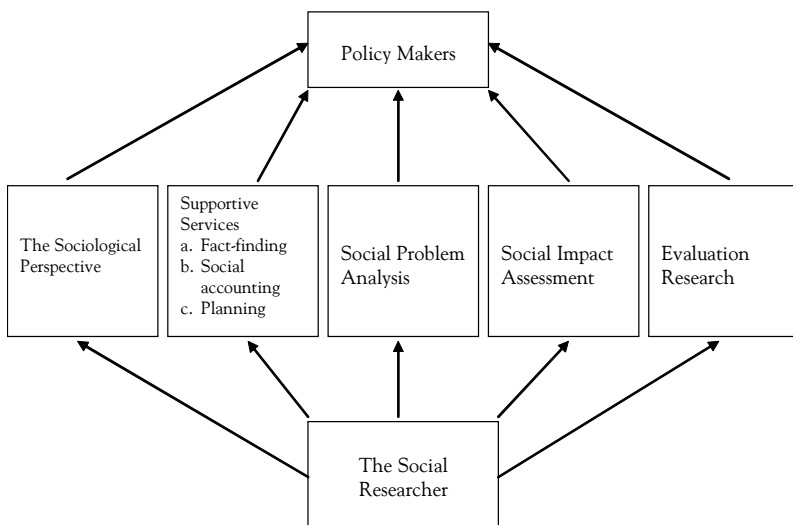 Policy Makers
The Sociological
Perspective
Supportive
Services
a. Fact-finding
b. Social
accounting
c. Planning
Social Problem
Analysis
Social Impact
Assessment
Evaluation
Research
The Social
Researcher